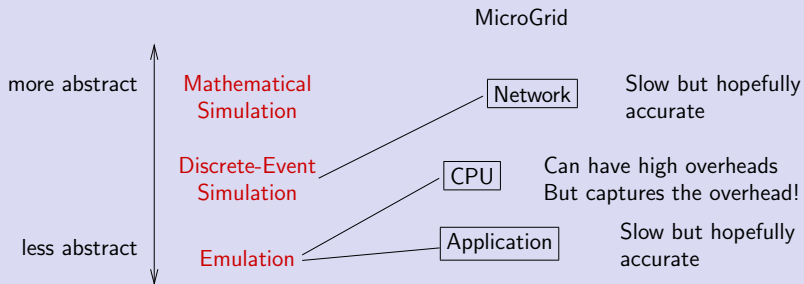 MicroGrid
more abstract
Mathematical
Simulation
Network
Slow but hopefully
accurate
Discrete-Event
Simulation
CPU
Can have high overheads
But captures the overhead!
less abstract
Emulation
Application
Slow but hopefully
accurate